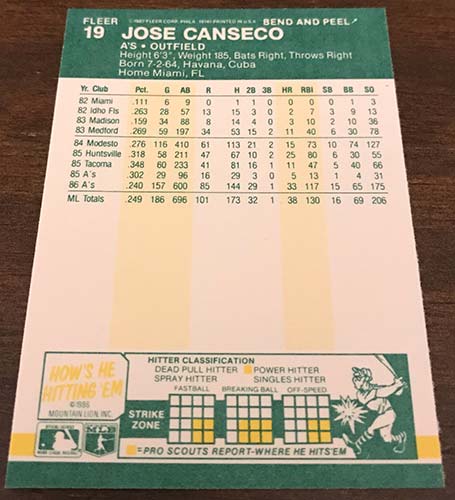 FLEER ©1987 FLEER CORP. PHILA. 19141 PRINTED IN U.S.A. BEND AND PEEL
19 JOSE CANSECO
A'S • OUTFIELD
Height 6'3", Weight 185, Bats Right, Throws Right
Born 7-2-64, Havana, Cuba
Home Miami, FL
Yr. Club Pct. G AB R H 2B 3B HR RBI SB BB SO
82 Miami .111 6 9 0 1 0 0 0 0 0 1 3
82 Idho Fls .263 28 57 13 15 3 0 2 7 3 9 13
83 Madison .159 34 88 8 14 4 0 3 10 2 10 36
83 Medford .269 59 197 34 53 15 2 11 40 6 30 78
84 Modesto .276 116 410 61 113 21 2 15 73 10 74 127
85 Huntsville .318 58 211 47 67 10 2 25 80 6 30 55
85 Tacoma .348 60 233 41 81 16 1 11 47 5 40 66
85 A's .302 29 96 16 29 3 0 5 13 1 4 31
86 A's .240 157 600 85 144 29 1 33 117 15 65 175
ML Totals .249 186 696 101 173 32 1 38 130 16 69 206
HOW'S HE
HITTING 'EM
©1986
MOUNTAIN LION, INC.
HITTER CLASSIFICATION
DEAD PULL HITTER POWER HITTER
SPRAY HITTER SINGLES HITTER
FASTBALL BREAKING BALL OFF-SPEED
STRIKE
ZONE
=PRO SCOUTS REPORT-WHERE HE HITS'EM
MLB